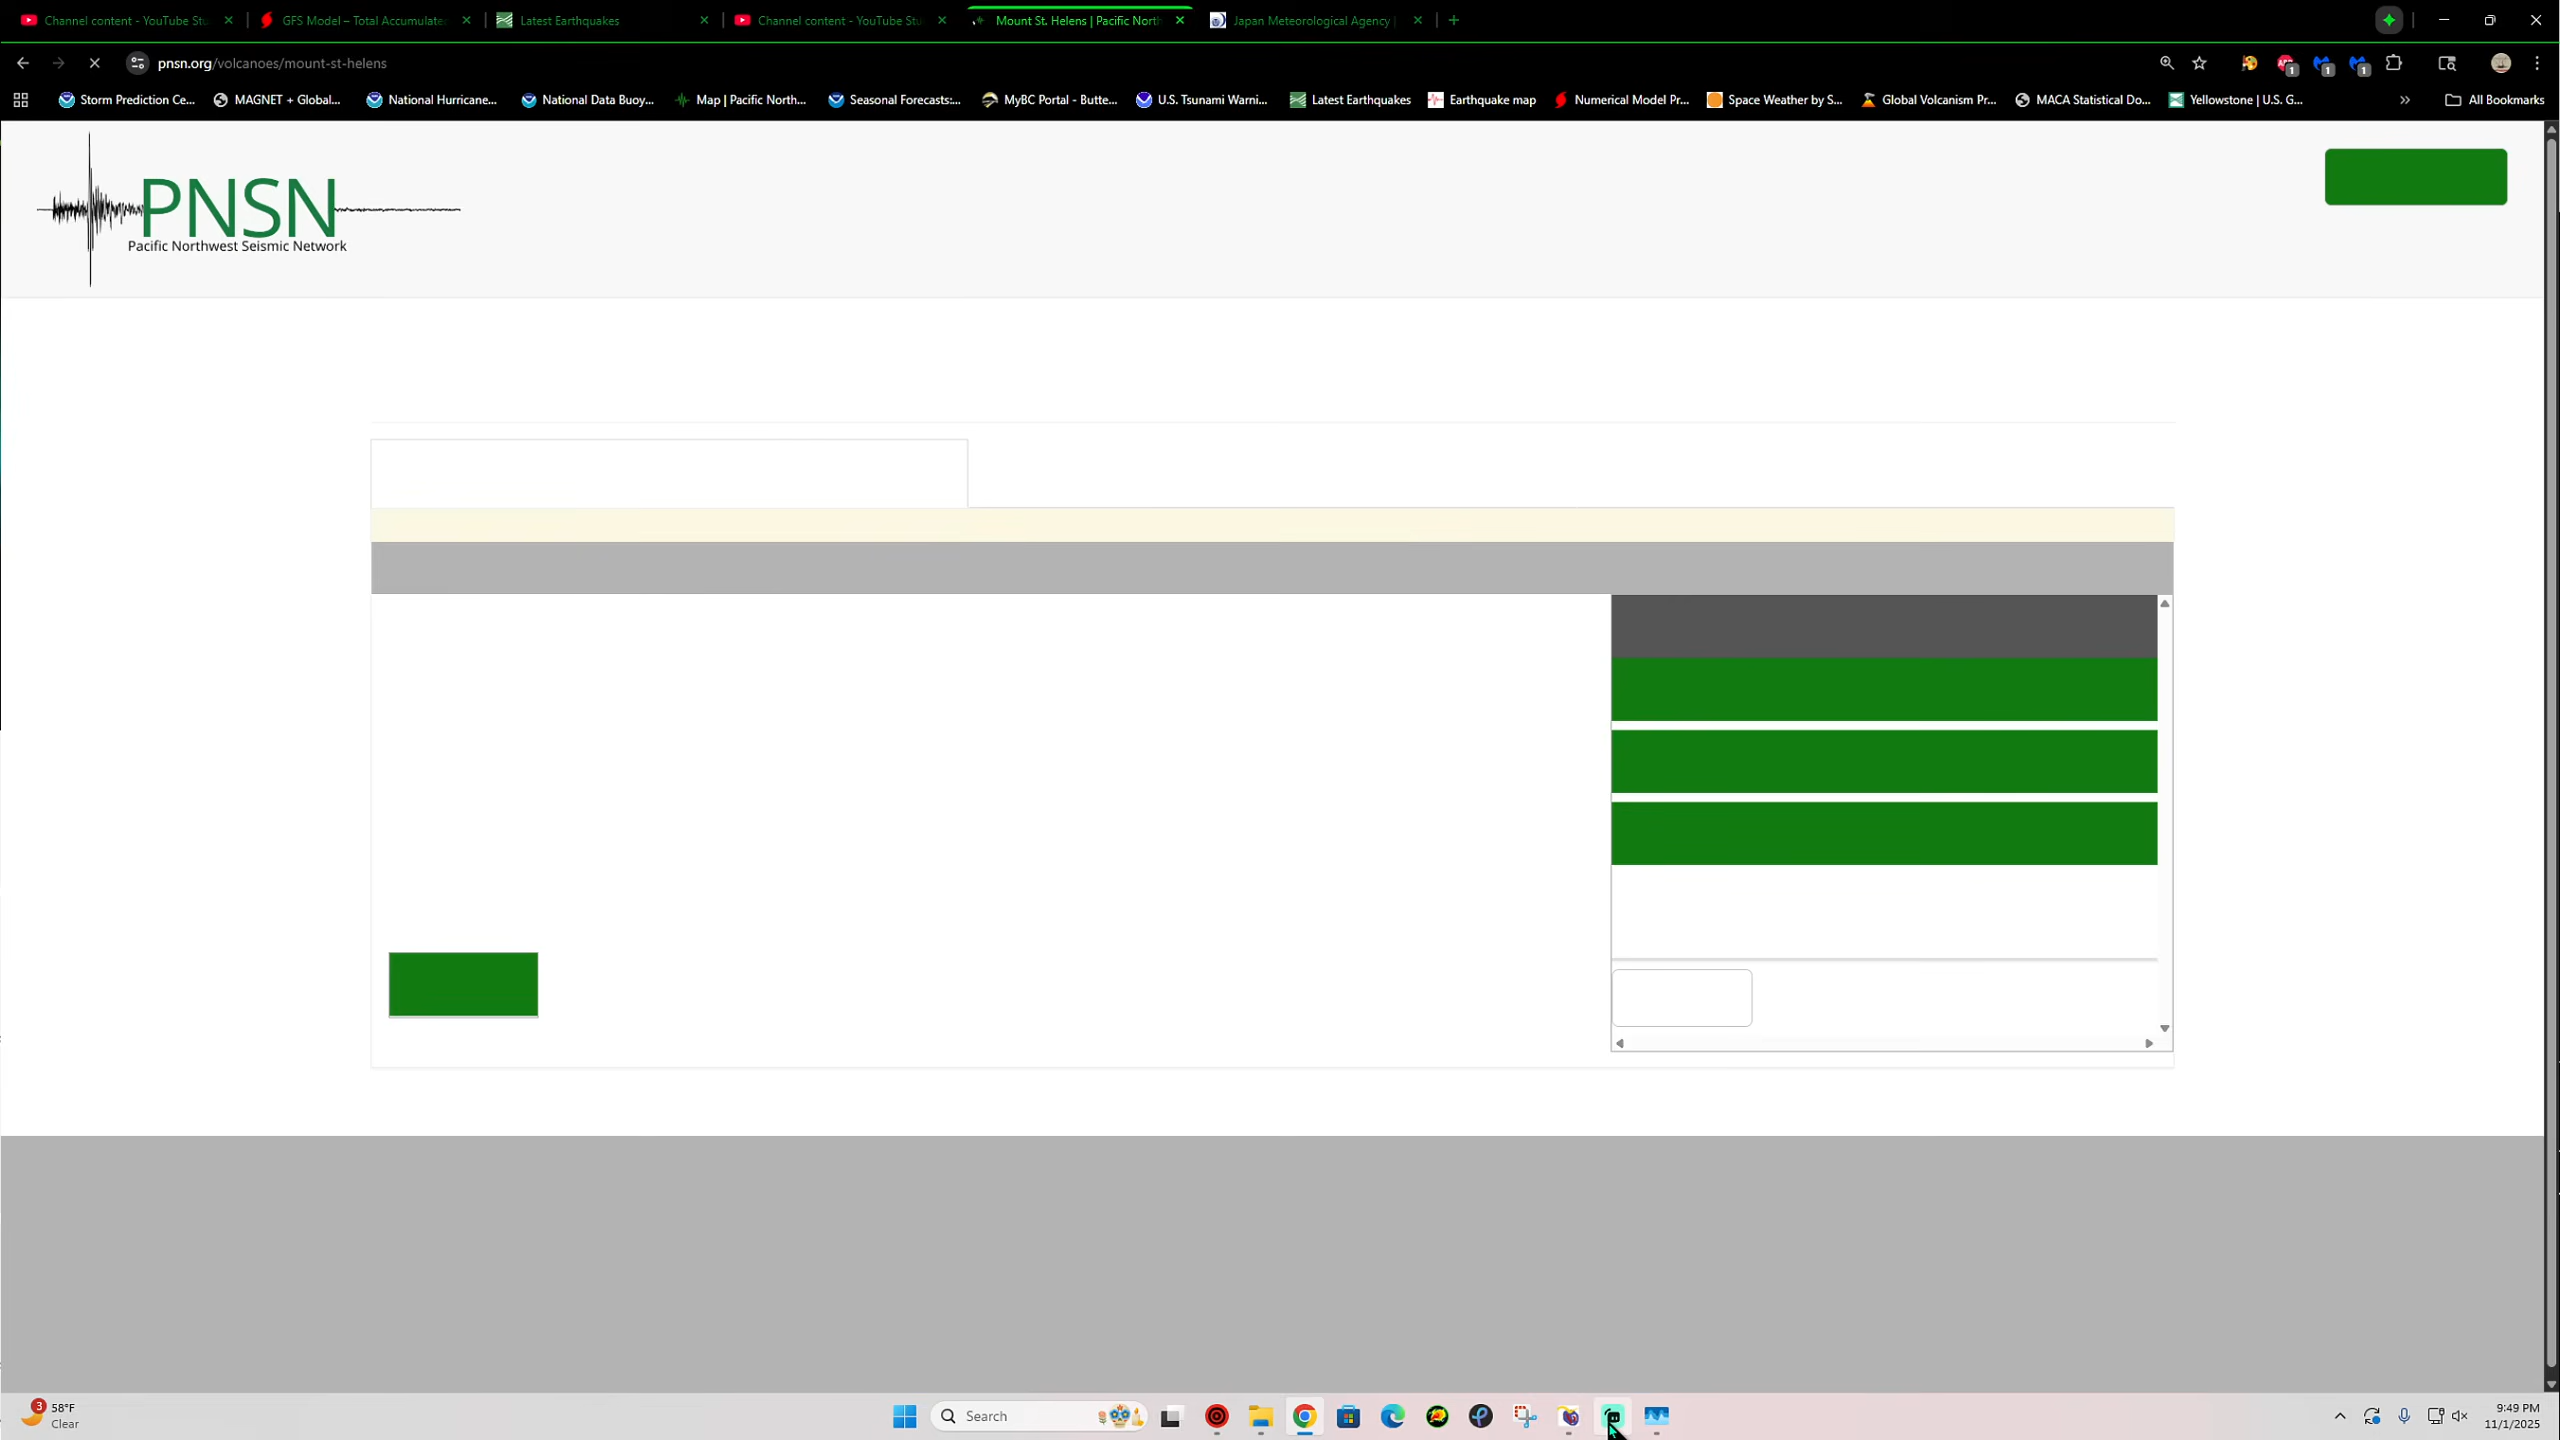 Channel content - YouTube Stu
GFS Model – Total Accumulate
Latest Earthquakes
Channel content - YouTube Stu
Mount St. Helens | Pacific North
Japan Meteorological Agency |
pnsn.org/volcanoes/mount-st-helens
Storm Prediction Ce...
MAGNET + Global...
National Hurricane...
National Data Buoy...
Map | Pacific North...
Seasonal Forecasts:...
MyBC Portal - Butte...
U.S. Tsunami Warni...
Latest Earthquakes
Earthquake map
Numerical Model Pr...
Space Weather by S...
Global Volcanism Pr...
MACA Statistical Do...
Yellowstone | U.S. G...
All Bookmarks
PNSN
Pacific Northwest Seismic Network
3
58°F
Clear
Search
9:49 PM
11/1/2025